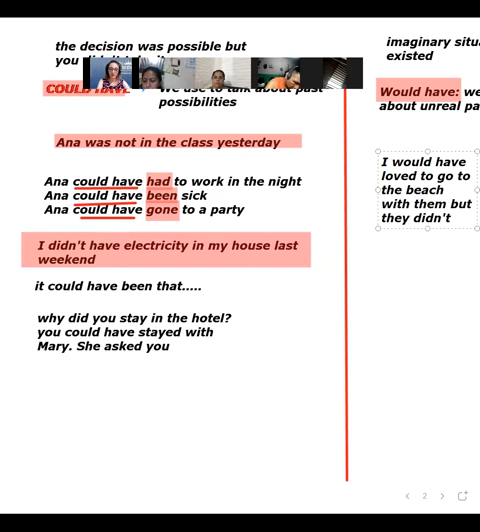 the decision was possible but
you
COULD HAVE We use to talk about past
possibilities
Ana was not in the class yesterday
Ana could have had to work in the night
Ana could have been sick
Ana could have gone to a party
I didn't have electricity in my house last
weekend
it could have been that.....
why did you stay in the hotel?
you could have stayed with
Mary. She asked you
imaginary situ
existed
Would have: we
about unreal pa
I would have
loved to go to
the beach
with them but
they didn't
2